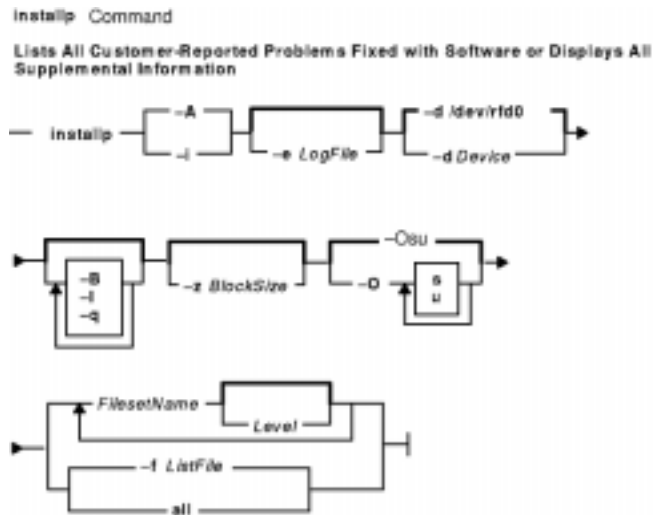 installp Command
Lists All Customer-Reported Problems Fixed with Software or Displays All
Supplemental Information
installp
-A
-i
-e LogFile
-d /dev/rfd0
-d Device
-B
-I
-q
-z BlockSize
-Osu
-O
s
u
FilesetName
Level
-f ListFile
all